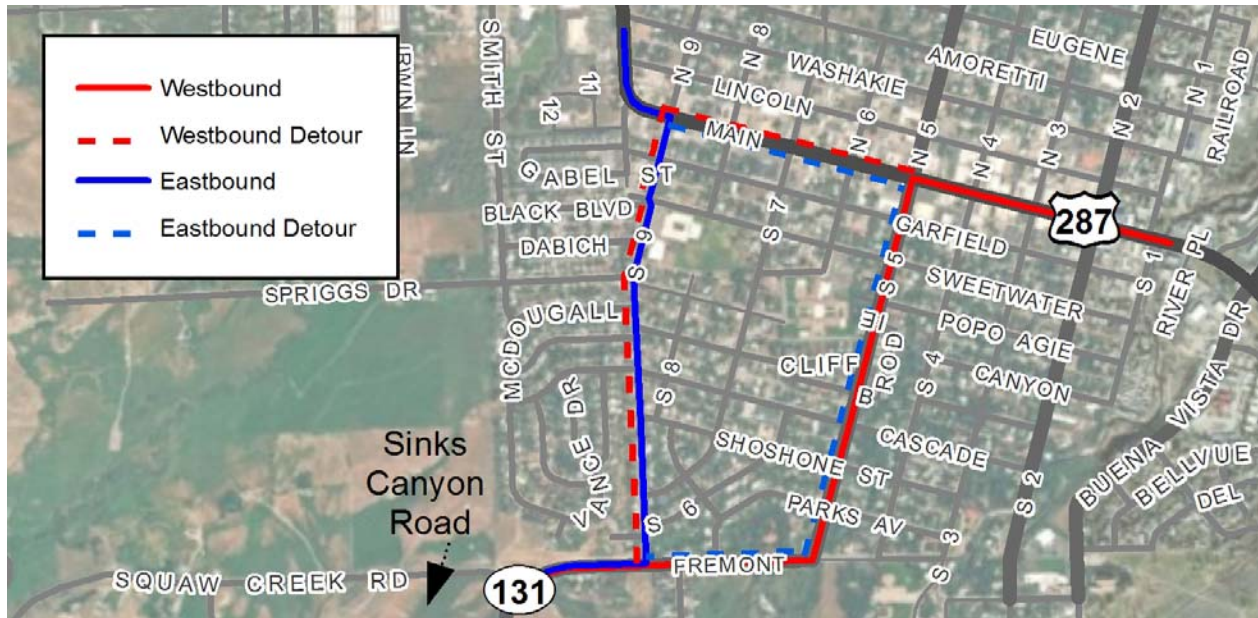 Westbound
Westbound Detour
Eastbound
Eastbound Detour
IRWIN LN
SMITH ST
11
12
N 9
N 8
WASHAKIE
LINCOLN
MAIN
AMORETTI
EUGENE
N 6
N 5
N 4
N 3
N 2
N 1
RAILROAD
GABEL ST
BLACK BLVD
DABICH
S 9
S 7
SPRIGGS DR
MCDOUGALL
287
GARFIELD
SWEETWATER
POPO AGIE
CANYON
S 5
S 1
RIVER PL
BUENA VISTA DR
BELLVUE
DEL
CLIFF
BRODIE
S 4
S 8
VANCE DR
SHOSHONE ST
CASCADE
PARKS AV
S 6
S 3
S 2
Sinks
Canyon
Road
FREMONT
SQUAW CREEK RD
131